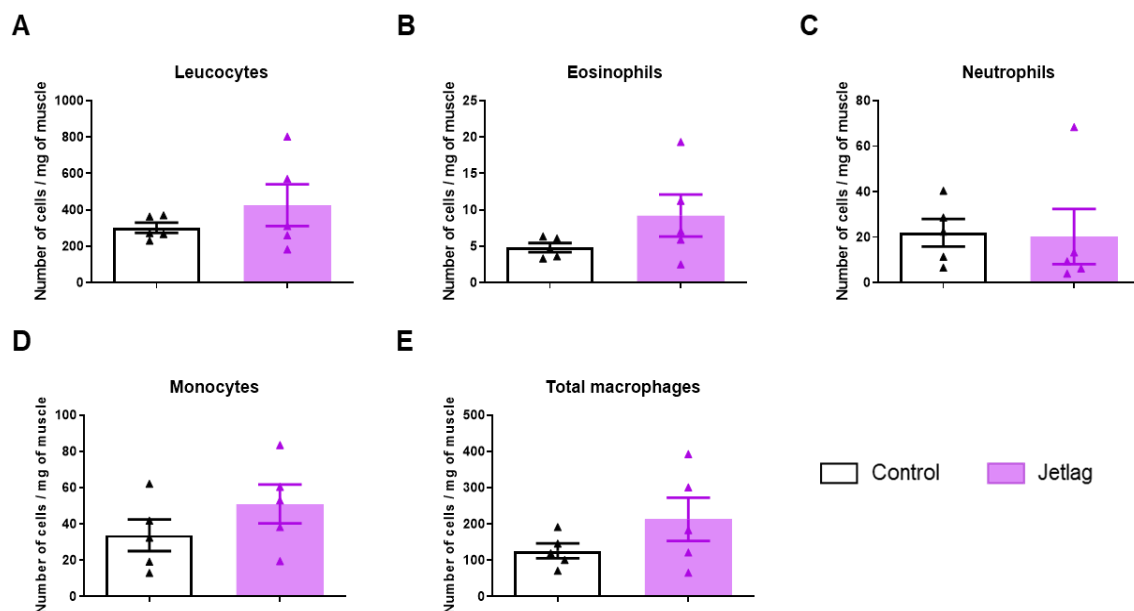 A
B
C
Leucocytes
Eosinophils
Neutrophils
Number of cells / mg of muscle
1000
800
600
400
200
0
Number of cells / mg of muscle
25
20
15
10
5
0
Number of cells / mg of muscle
80
60
40
20
0
D
E
Monocytes
Total macrophages
Number of cells / mg of muscle
100
80
60
40
20
0
Number of cells / mg of muscle
500
400
300
200
100
0
Control
Jetlag